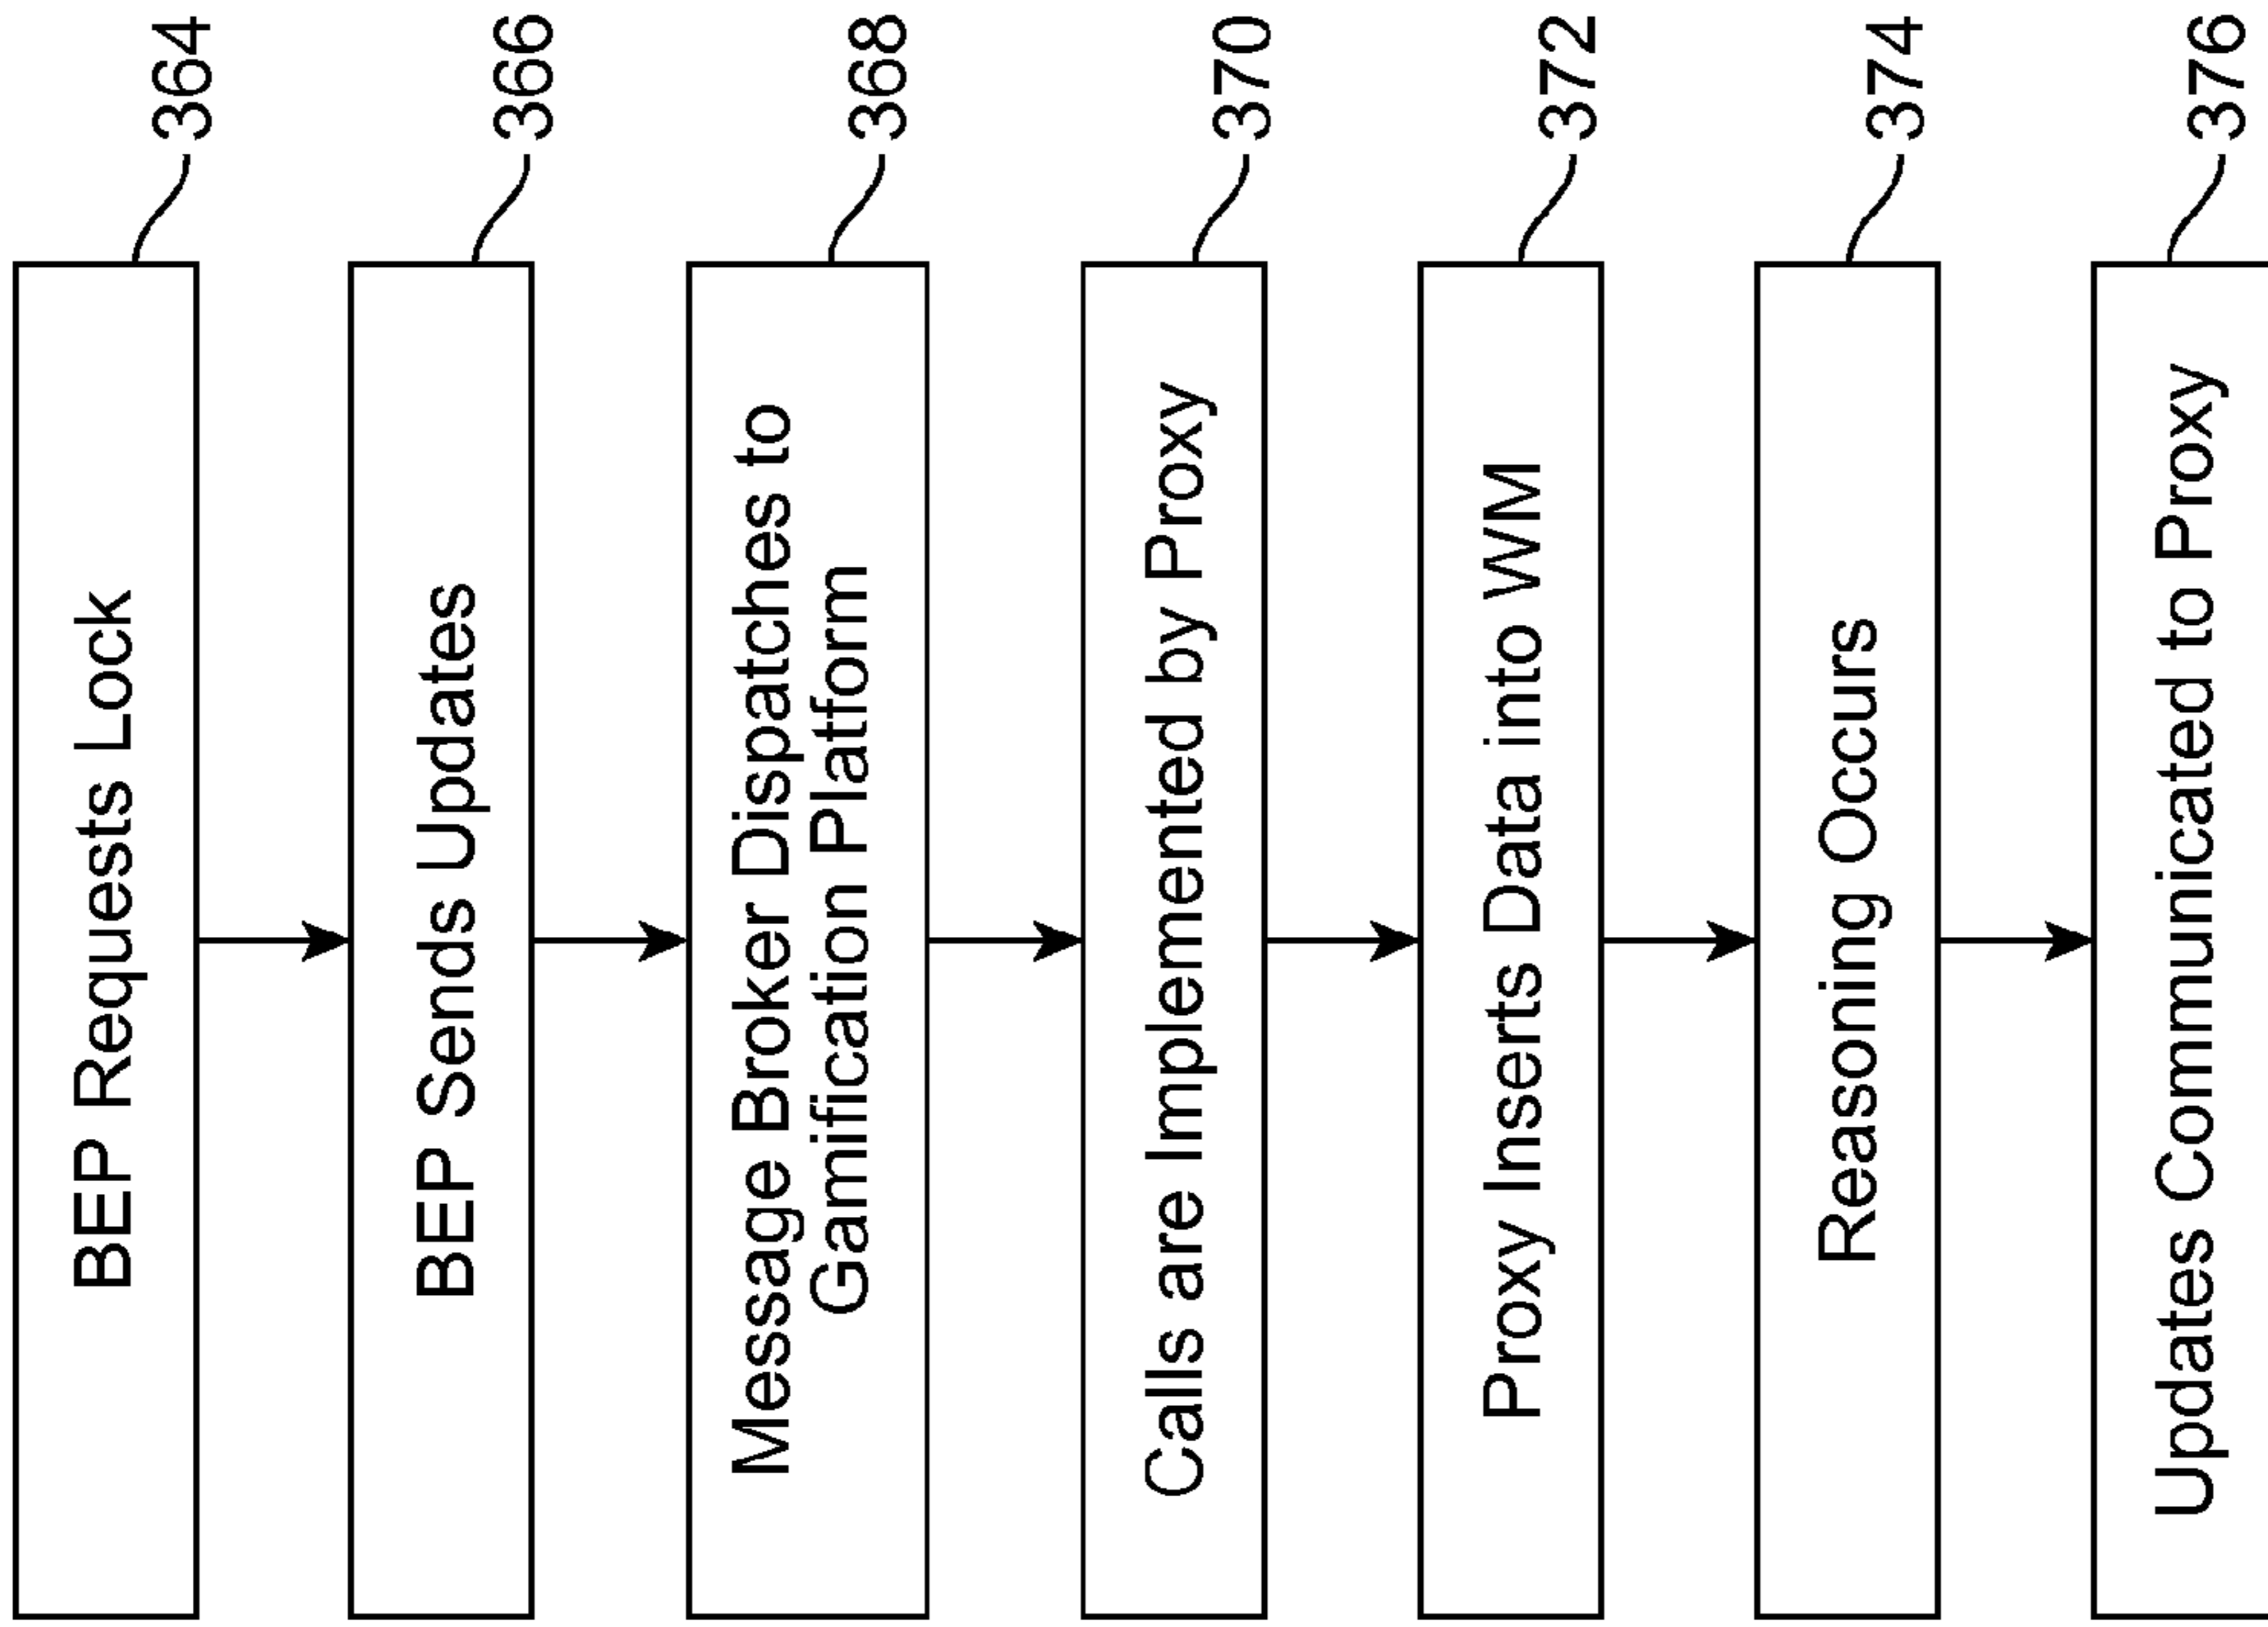 BEP Requests Lock
364
BEP Sends Updates
366
Message Broker Dispatches to
Gamification Platform
368
Calls are Implemented by Proxy
370
Proxy Inserts Data into WM
372
Reasoning Occurs
374
Updates Communicated to Proxy
376